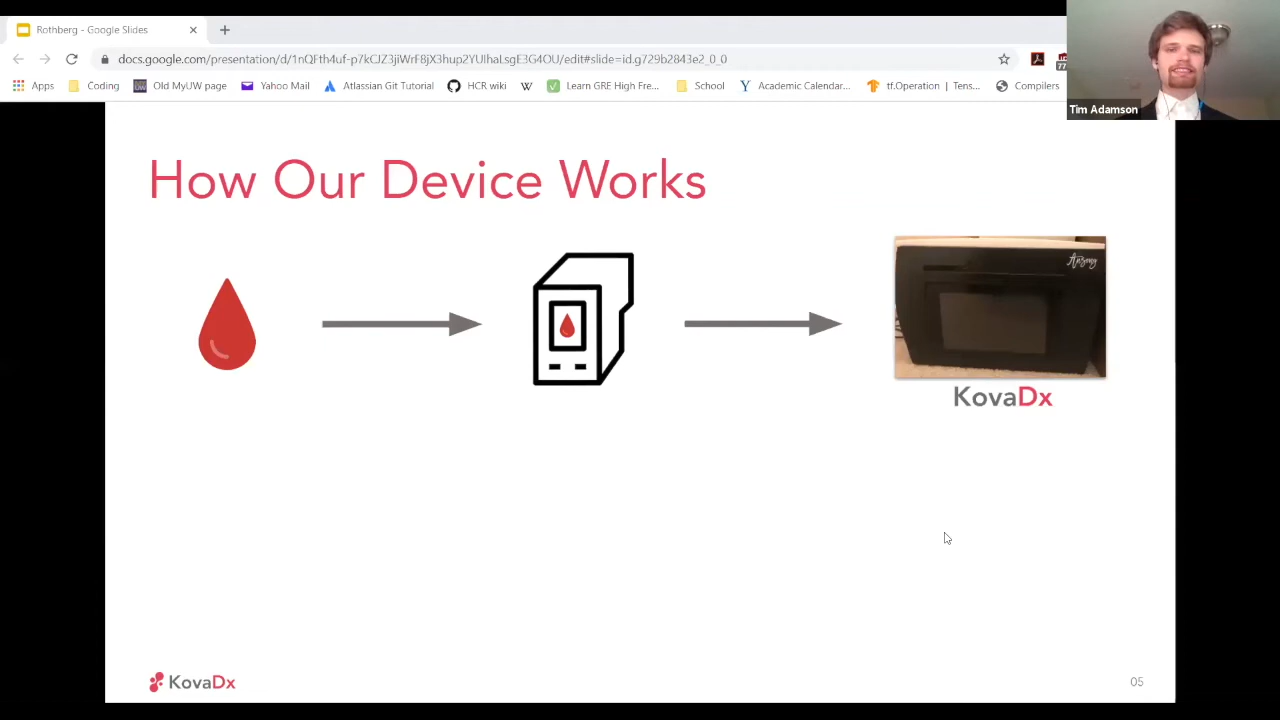 Rothberg - Google Slides
docs.google.com/presentation/d/1nQFth4uf-r7kCJZ3jiWrF8jX3hup2YUlhaLsgE3G4OU/edit#slide=id.g729b2843e2_0_0
77
Apps Coding Old MyUW page Yahoo Mail Atlassian Git Tutorial HCR wiki W Learn GRE High Fre... School Y Academic Calendar... tf.Operation | Tens... Compilers
Tim Adamson
How Our Device Works
KovaDx
KovaDx
05